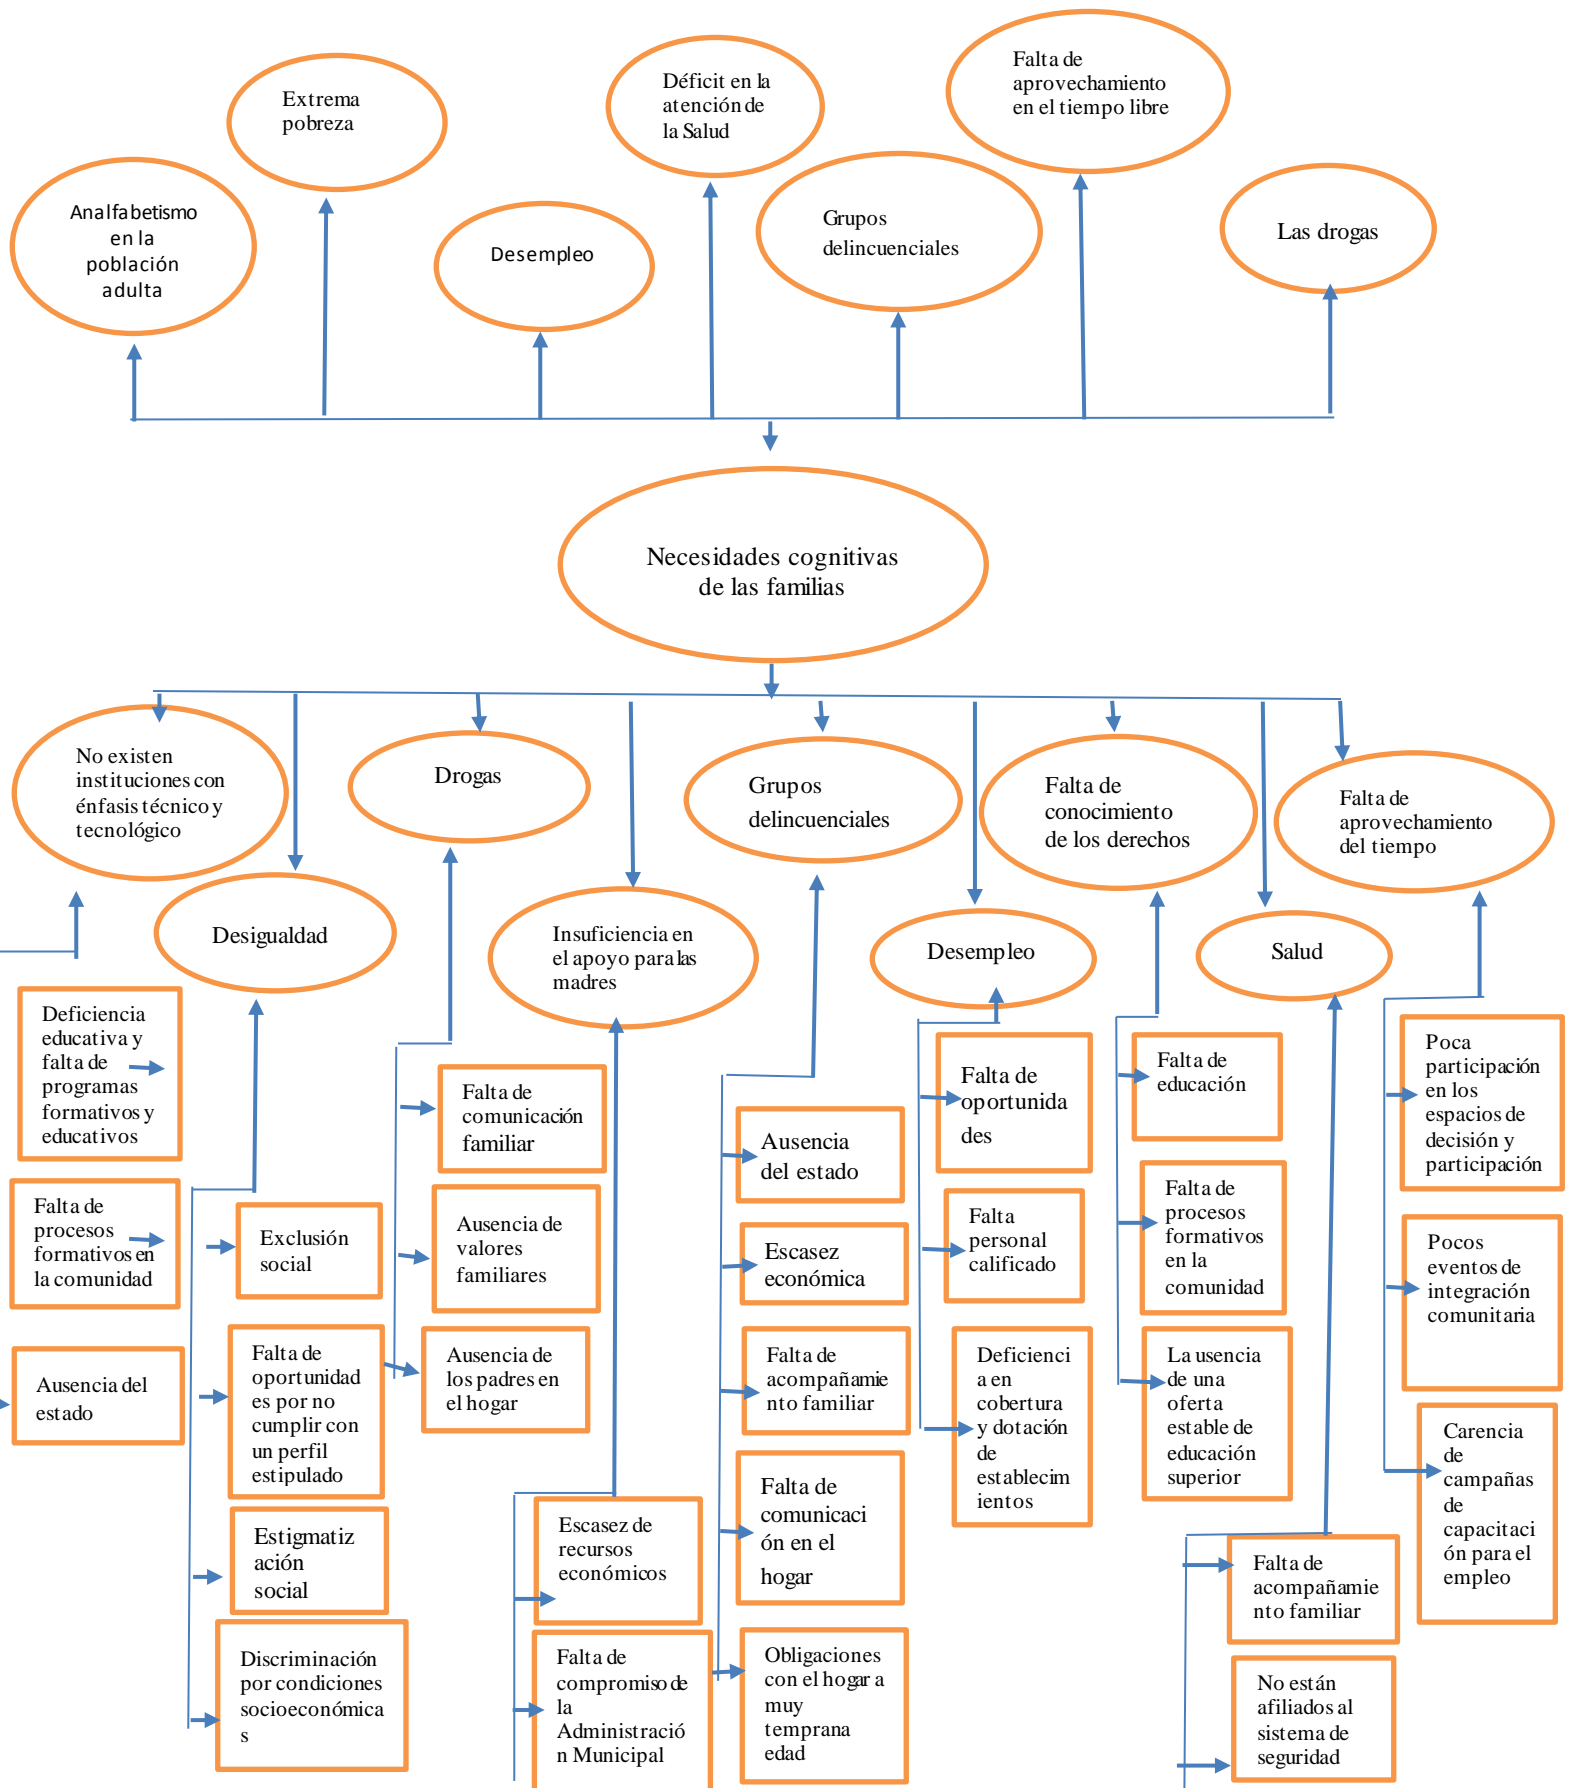 Extrema
pobreza
Déficit en la
atención de
la Salud
Falta de
aprovechamiento
en el tiempo libre
Analfabetismo
en la
población
adulta
Desempleo
Grupos
delincuenciales
Las drogas
Necesidades cognitivas
de las familias
No existen
instituciones con
énfasis técnico y
tecnológico
Drogas
Grupos
delincuenciales
Falta de
conocimiento
de los derechos
Falta de
aprovechamiento
del tiempo
Desigualdad
Insuficiencia en
el apoyo para las
madres
Desempleo
Salud
Deficiencia
educativa y
falta de
programas
formativos y
educativos
Falta de
procesos
formativos en
la comunidad
Ausencia del
estado
Exclusión
social
Falta de
oportunidad
es por no
cumplir con
un perfil
estipulado
Estigmatiz
ación
social
Discriminación
por condiciones
socioeconómica
s
Falta de
comunicación
familiar
Ausencia de
valores
familiares
Ausencia de
los padres en
el hogar
Escasez de
recursos
económicos
Falta de
compromiso de
la
Administració
n Municipal
Ausencia
del estado
Escasez
económica
Falta de
acompañamie
nto familiar
Falta de
comunicaci
ón en el
hogar
Obligaciones
con el hogar a
muy
temprana
edad
Falta de
oportunida
des
Falta
personal
calificado
Deficienci
a en
cobertura
y dotación
de
establecim
ientos
Falta de
educación
Falta de
procesos
formativos
en la
comunidad
La usencia
de una
oferta
estable de
educación
superior
Falta de
acompañamie
nto familiar
No están
afiliados al
sistema de
seguridad
Poca
participación
en los
espacios de
decisión y
participación
Pocos
eventos de
integración
comunitaria
Carencia
de
campañas
de
capacitaci
ón para el
empleo